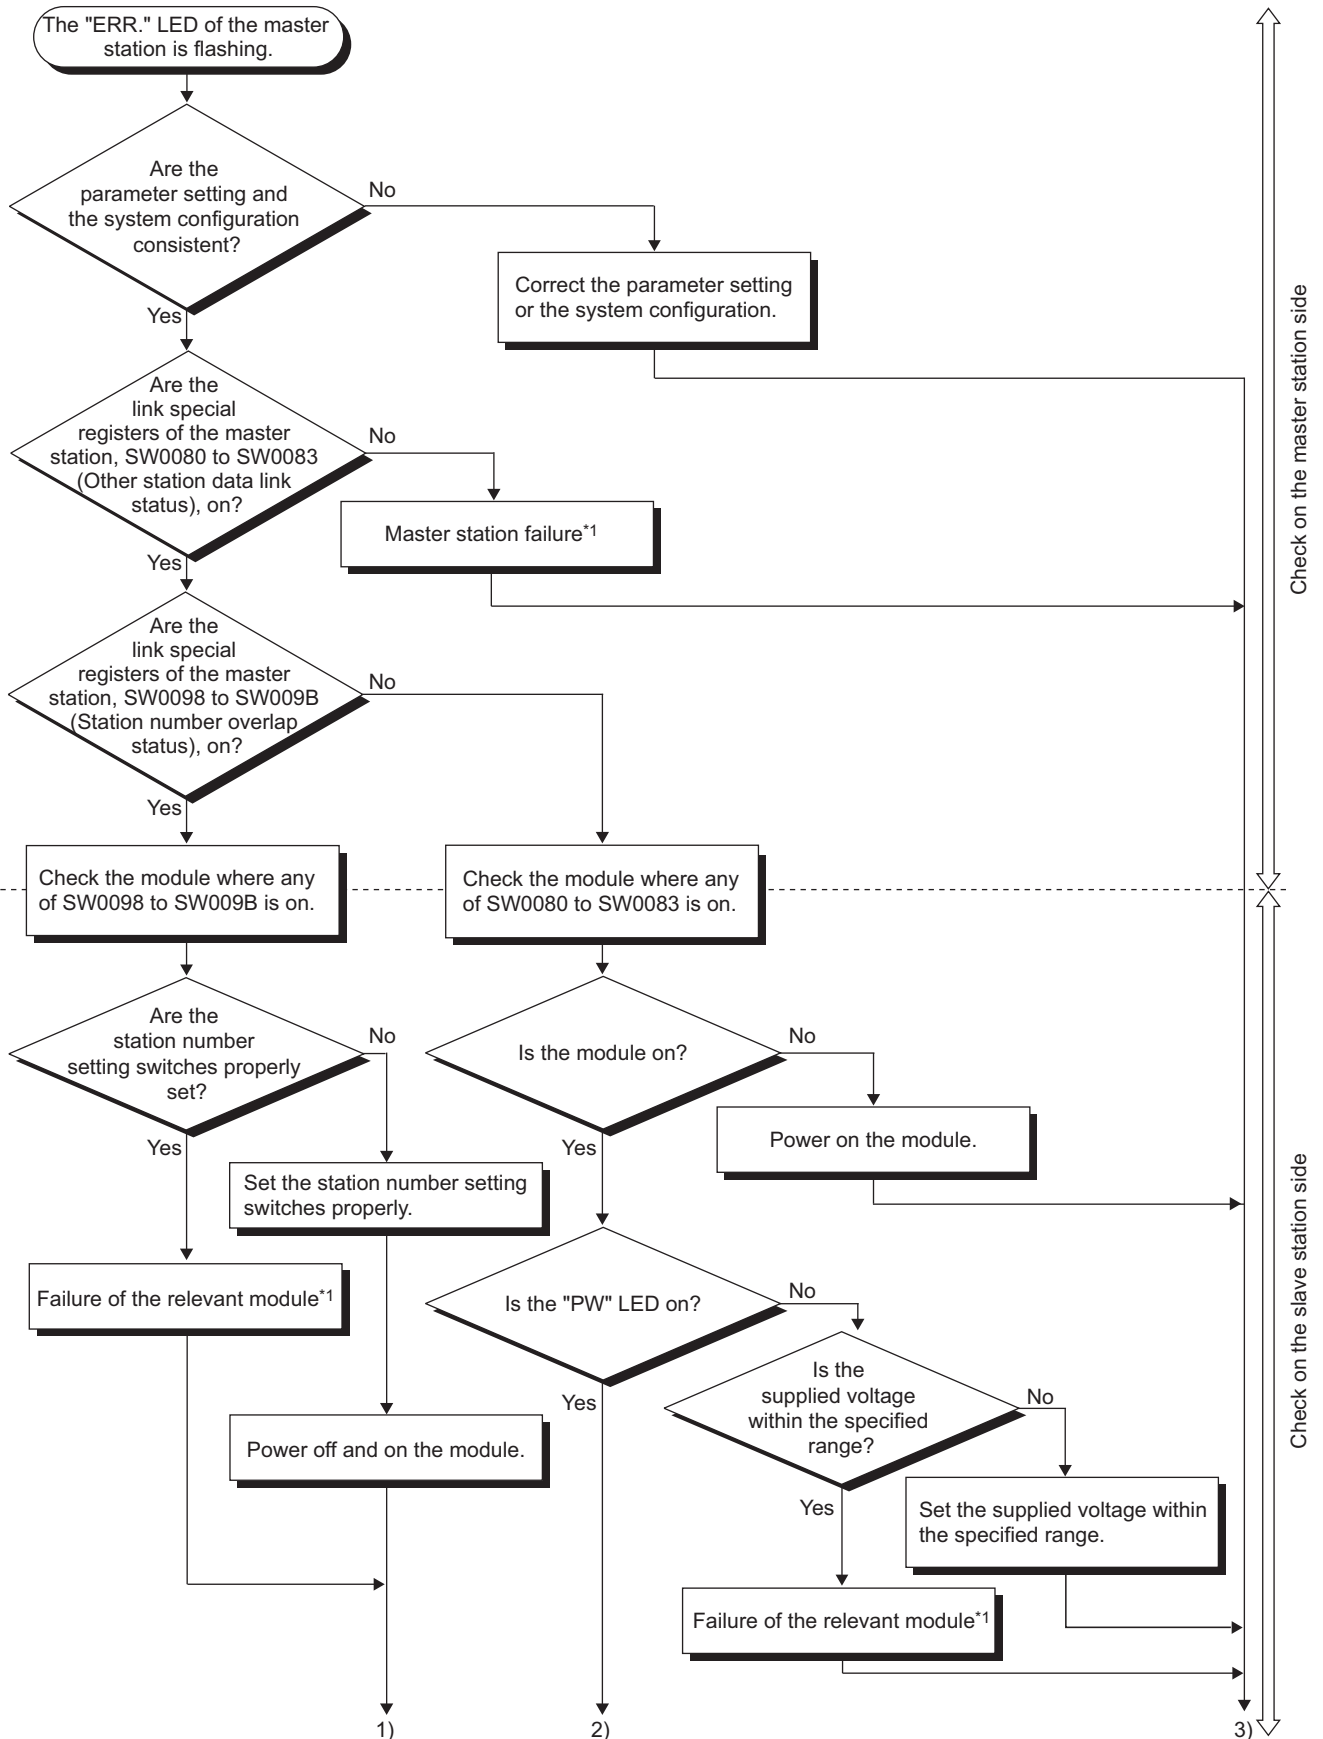 The "ERR." LED of the master
station is flashing.
Are the
parameter setting and
the system configuration
consistent?
No
Correct the parameter setting
or the system configuration.
Yes
Are the
link special
registers of the master
station, SW0080 to SW0083
(Other station data link
status), on?
No
Master station failure*1
Yes
Are the
link special
registers of the master
station, SW0098 to SW009B
(Station number overlap
status), on?
No
Yes
Check on the master station side
Check the module where any
of SW0098 to SW009B is on.
Check the module where any
of SW0080 to SW0083 is on.
Are the
station number
setting switches properly
set?
No
Is the module on?
No
Power on the module.
Yes
Yes
Set the station number setting
switches properly.
Failure of the relevant module*1
Is the "PW" LED on?
No
Is the
supplied voltage
within the specified
range?
No
Yes
Power off and on the module.
Yes
Set the supplied voltage within
the specified range.
Failure of the relevant module*1
Check on the slave station side
1)
2)
3)